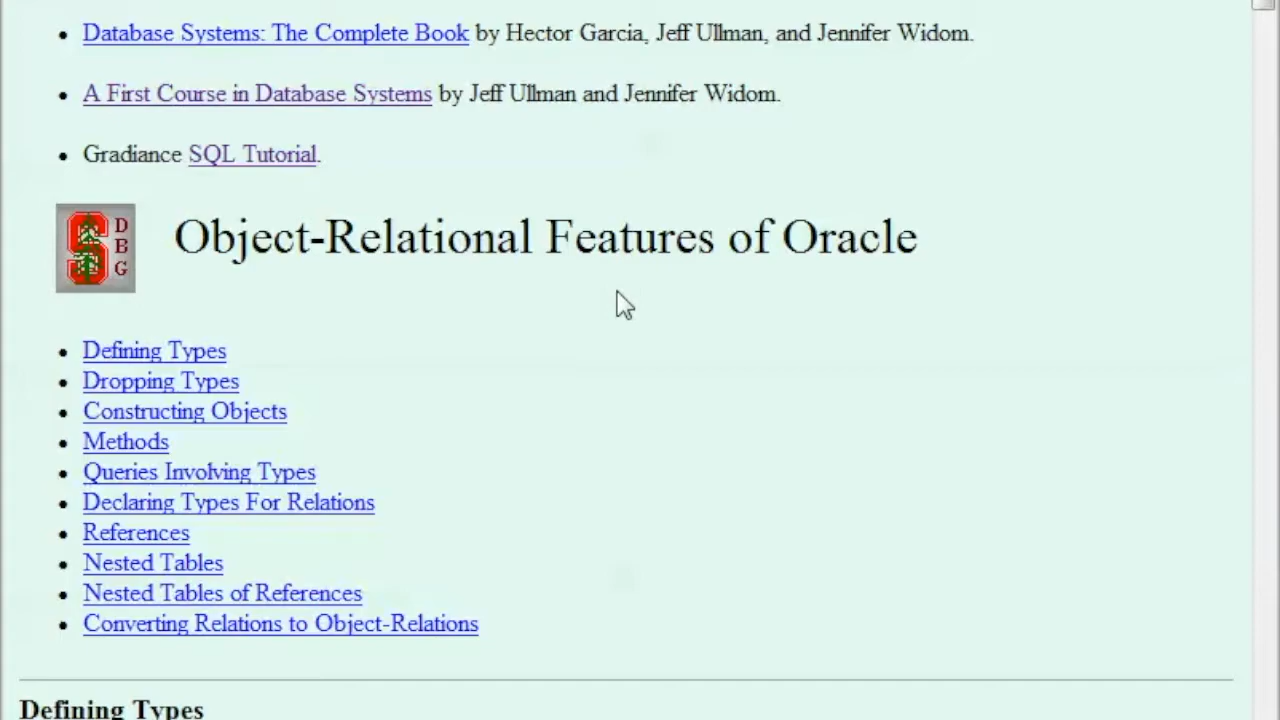 Database Systems: The Complete Book by Hector Garcia, Jeff Ullman, and Jennifer Widom.
A First Course in Database Systems by Jeff Ullman and Jennifer Widom.
Gradiance SQL Tutorial.
S D B G
Object-Relational Features of Oracle
Defining Types
Dropping Types
Constructing Objects
Methods
Queries Involving Types
Declaring Types For Relations
References
Nested Tables
Nested Tables of References
Converting Relations to Object-Relations
Defining Types